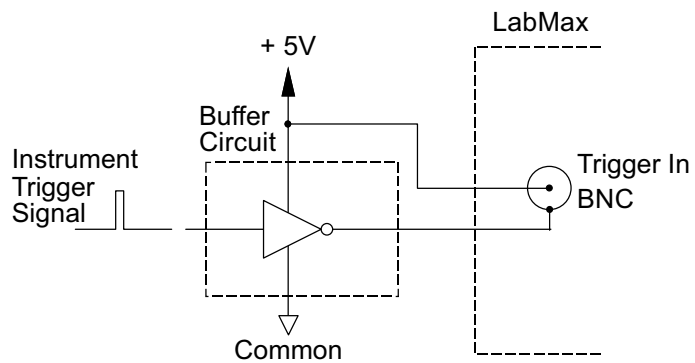 LabMax
+ 5V
Buffer
Circuit
Instrument
Trigger
Signal
Trigger In
BNC
Common